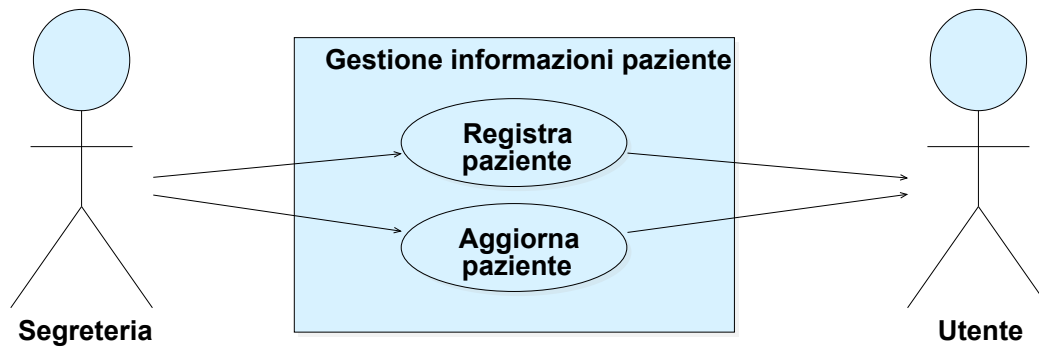 Gestione informazioni paziente
Registra
paziente
Aggiorna
paziente
Segreteria
Utente